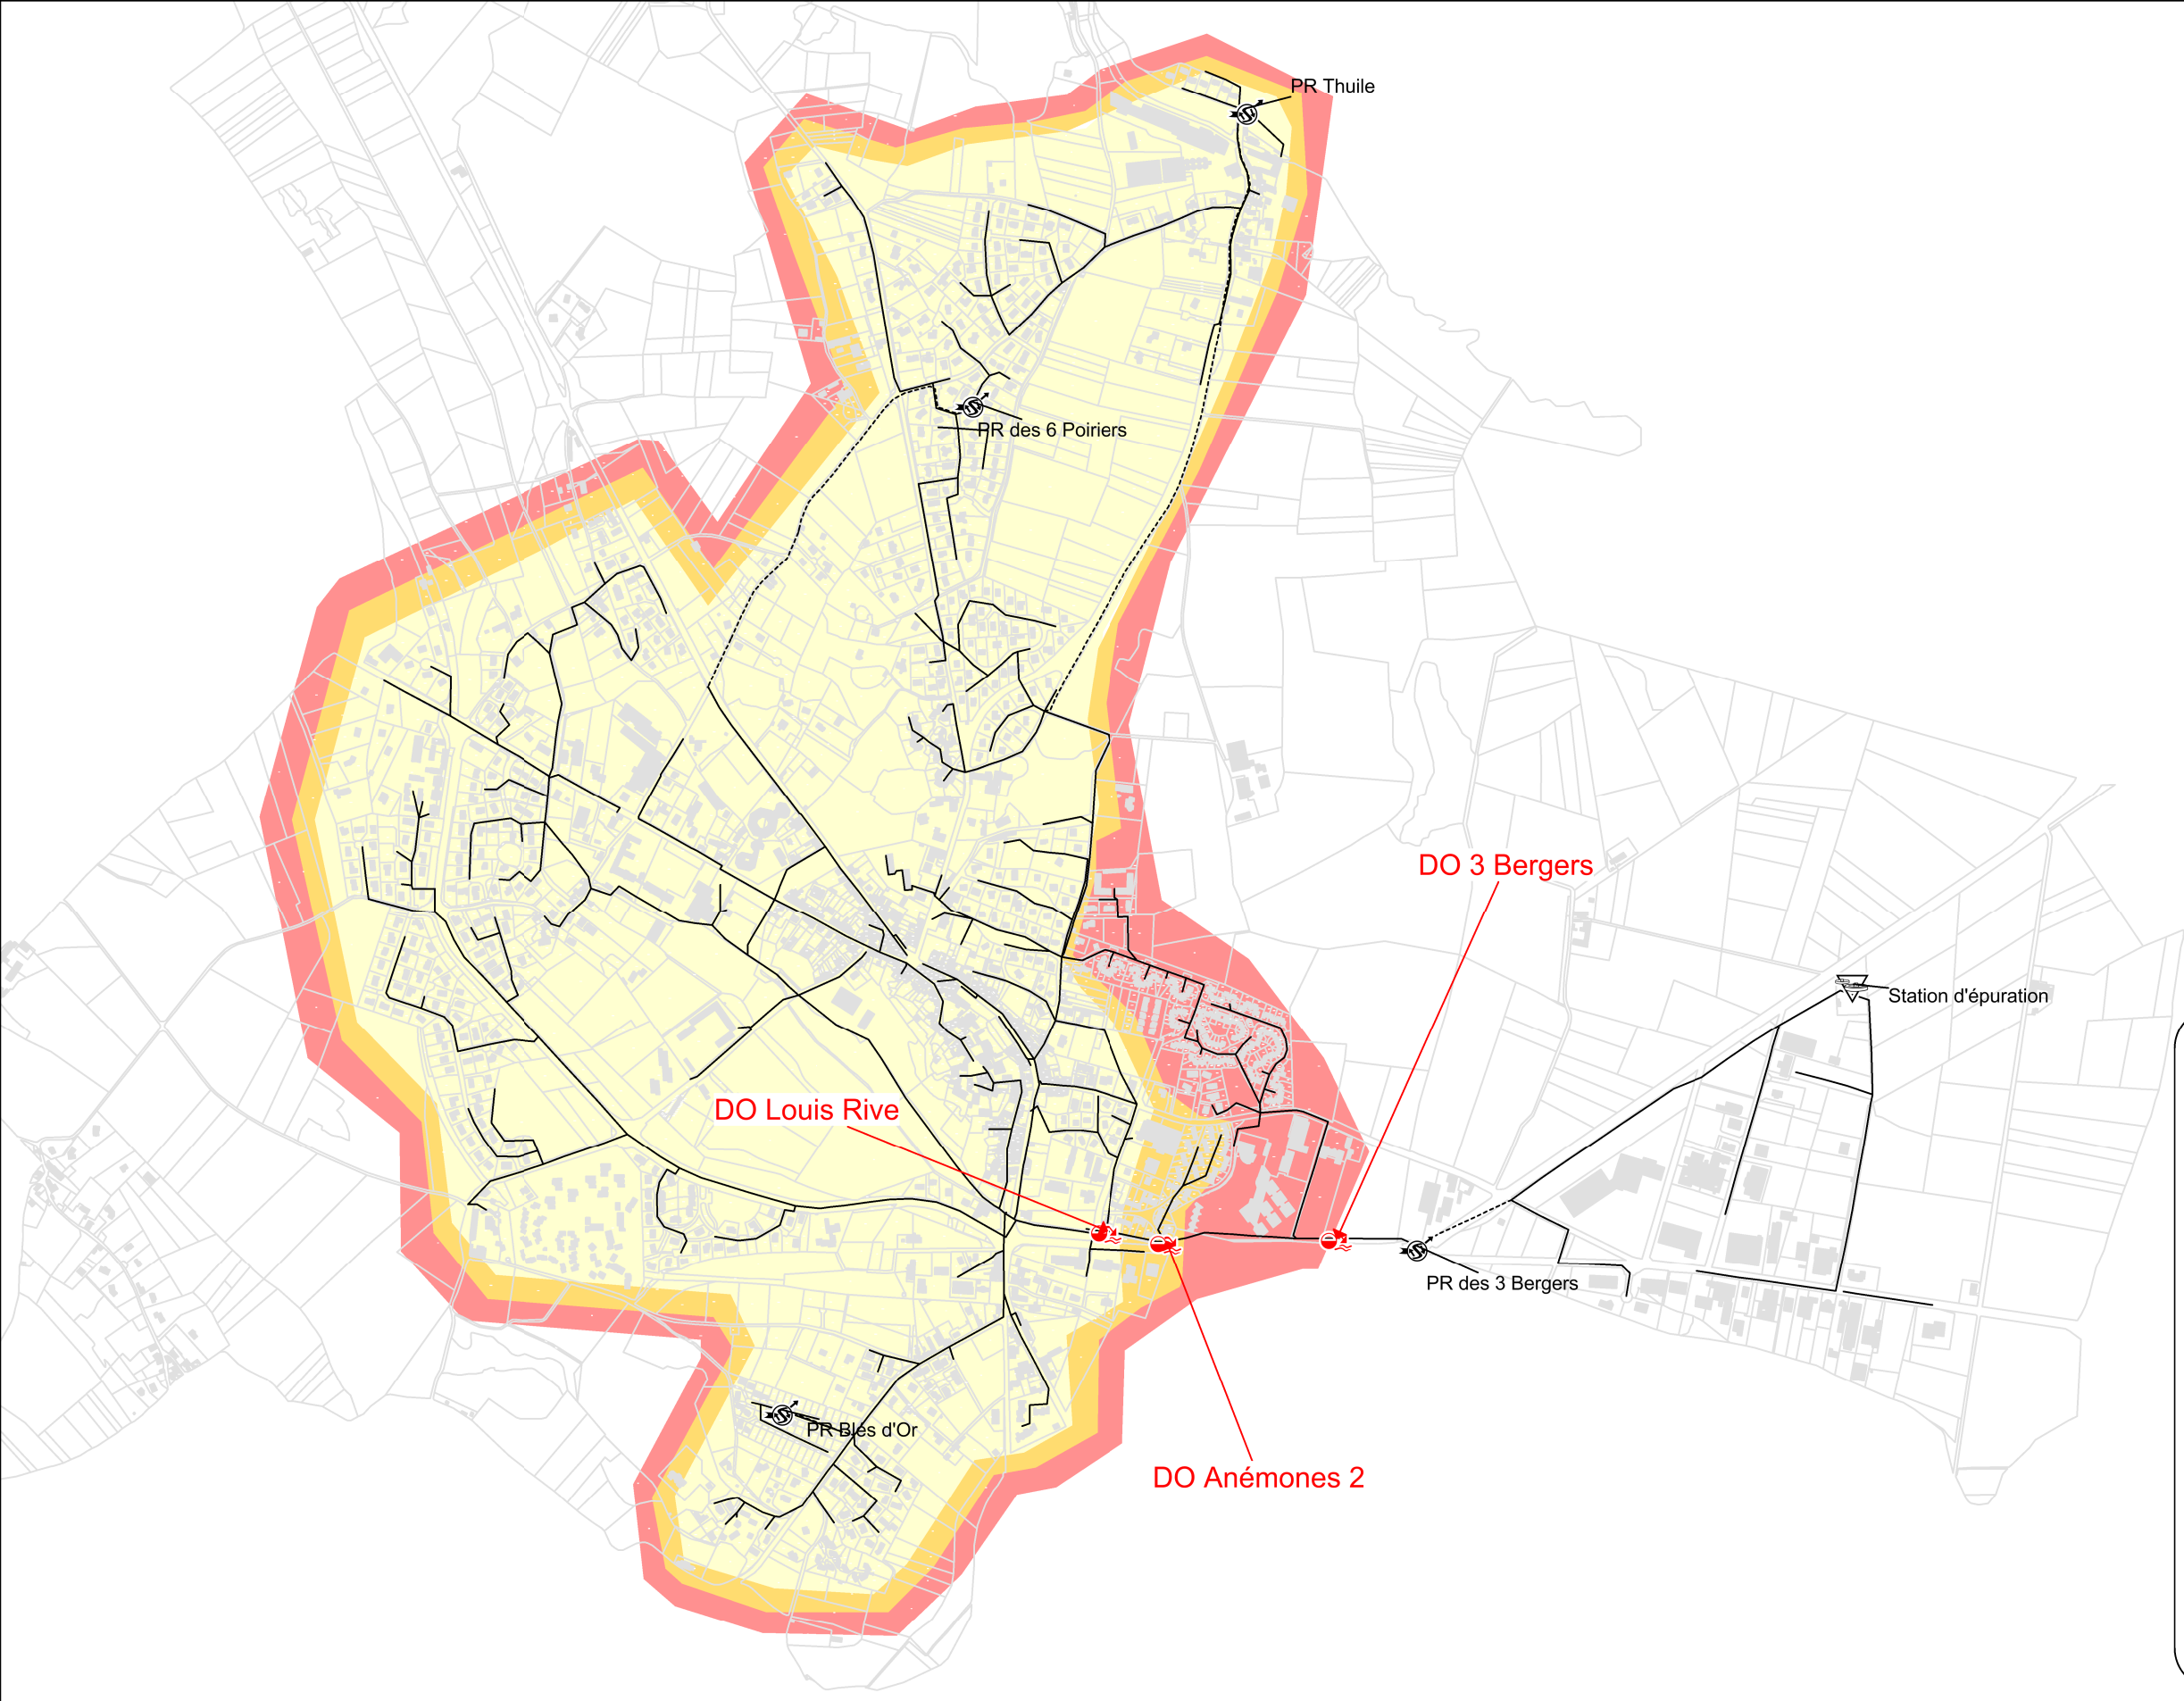 PR Thuile
PR des 6 Poiriers
DO 3 Bergers
Station d'épuration
DO Louis Rive
PR des 3 Bergers
PR Blés d'Or
DO Anémones 2